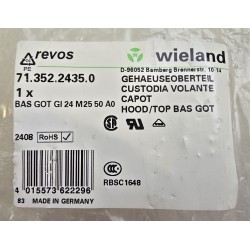 revos
wieland
PE
D-96052 Bamberg Brennerstr. 10-14
71.352.2435.0
1 x
BAS GOT GI 24 M25 50 A0
GEHAEUSEOBERTEIL
CUSTODIA VOLANTE
CAPOT
HOOD/TOP BAS GOT
2408 RoHS ✓
RBSC1648
4 015573 622296
83 MADE IN GERMANY